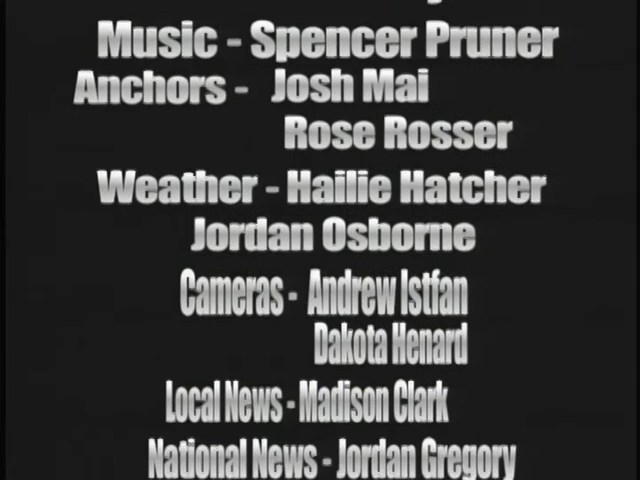 Music - Spencer Pruner
Anchors - Josh Mai
Rose Rosser
Weather - Hailie Hatcher
Jordan Osborne
Cameras - Andrew Istfan
Dakota Henard
Local News - Madison Clark
National News - Jordan Gregory